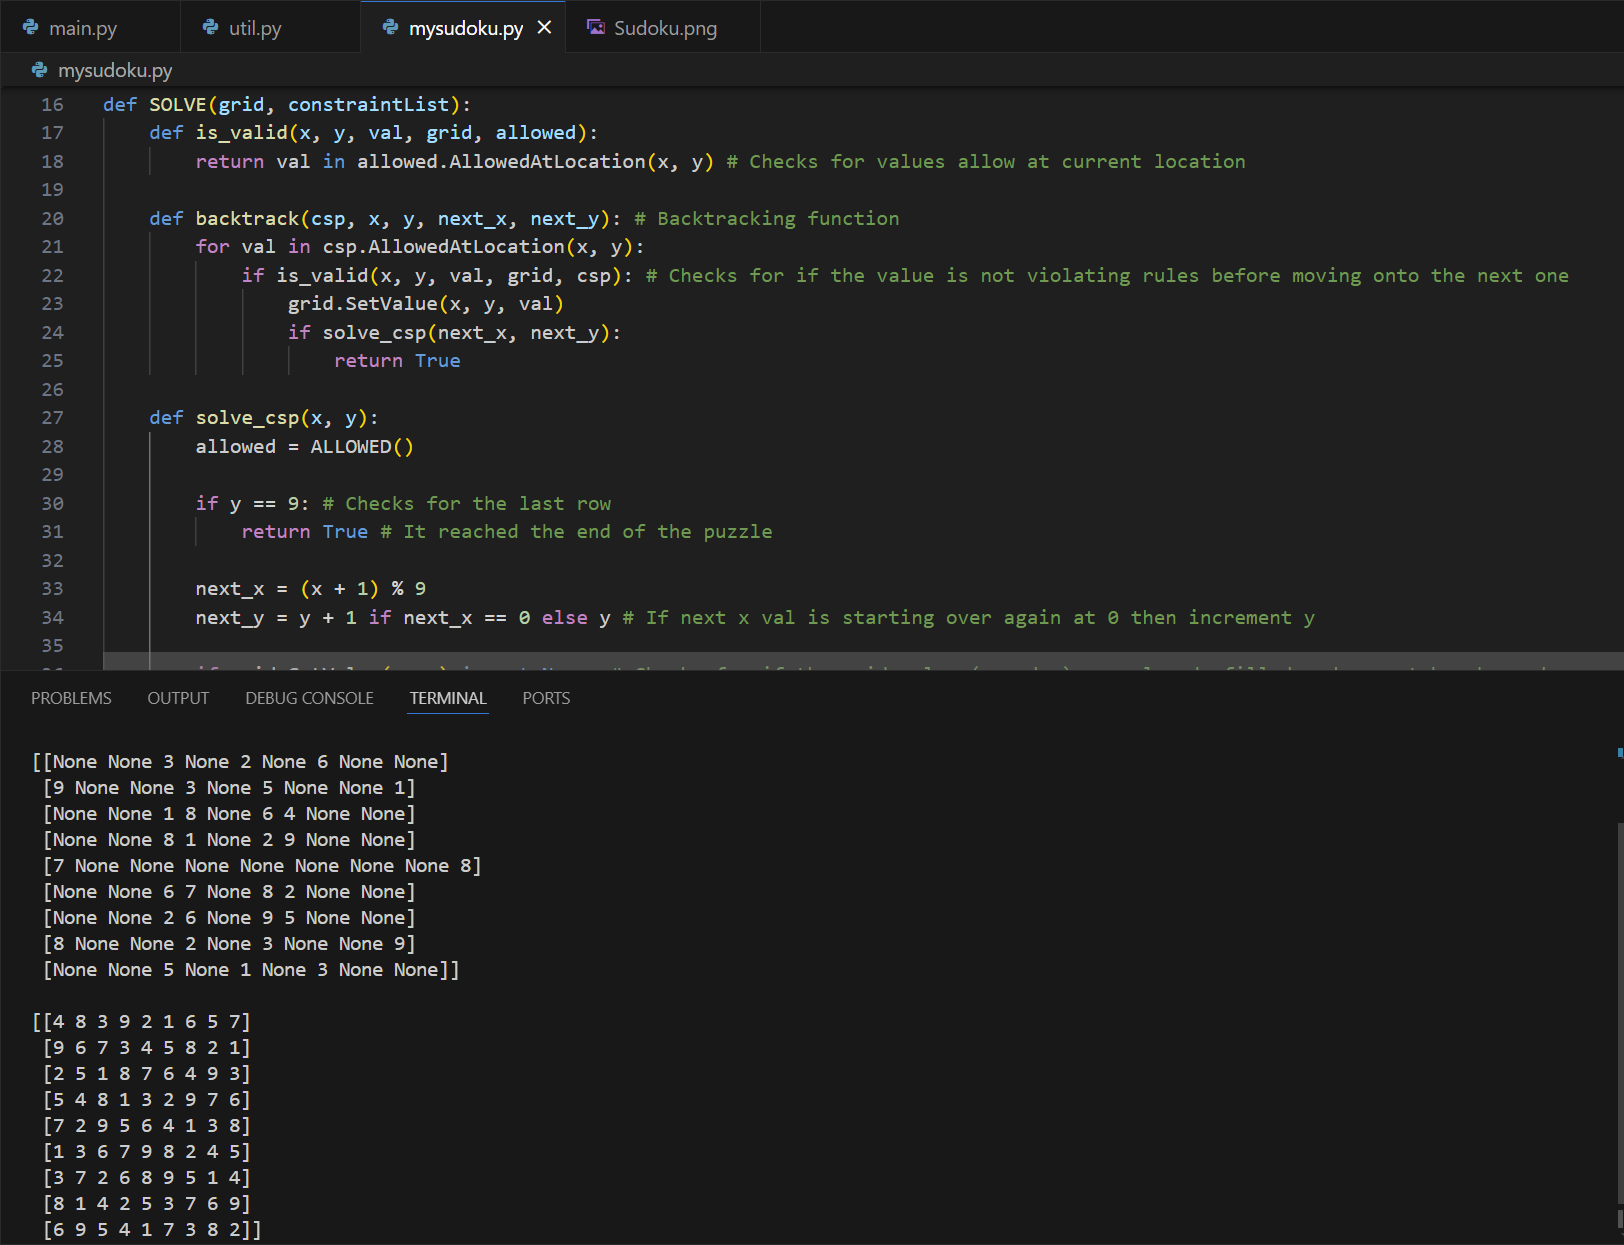 main.py util.py mysudoku.py Sudoku.png
mysudoku.py
16 def SOLVE(grid, constraintList):
17 def is_valid(x, y, val, grid, allowed):
18 return val in allowed.AllowedAtLocation(x, y) # Checks for values allow at current location
19
20 def backtrack(csp, x, y, next_x, next_y): # Backtracking function
21 for val in csp.AllowedAtLocation(x, y):
22 if is_valid(x, y, val, grid, csp): # Checks for if the value is not violating rules before moving onto the next one
23 grid.SetValue(x, y, val)
24 if solve_csp(next_x, next_y):
25 return True
26
27 def solve_csp(x, y):
28 allowed = ALLOWED()
29
30 if y == 9: # Checks for the last row
31 return True # It reached the end of the puzzle
32
33 next_x = (x + 1) % 9
34 next_y = y + 1 if next_x == 0 else y # If next x val is starting over again at 0 then increment y
35
PROBLEMS OUTPUT DEBUG CONSOLE TERMINAL PORTS
[[None None 3 None 2 None 6 None None]
[9 None None 3 None 5 None None 1]
[None None 1 8 None 6 4 None None]
[None None 8 1 None 2 9 None None]
[7 None None None None None None None 8]
[None None 6 7 None 8 2 None None]
[None None 2 6 None 9 5 None None]
[8 None None 2 None 3 None None 9]
[None None 5 None 1 None 3 None None]]
[[4 8 3 9 2 1 6 5 7]
[9 6 7 3 4 5 8 2 1]
[2 5 1 8 7 6 4 9 3]
[5 4 8 1 3 2 9 7 6]
[7 2 9 5 6 4 1 3 8]
[1 3 6 7 9 8 2 4 5]
[3 7 2 6 8 9 5 1 4]
[8 1 4 2 5 3 7 6 9]
[6 9 5 4 1 7 3 8 2]]